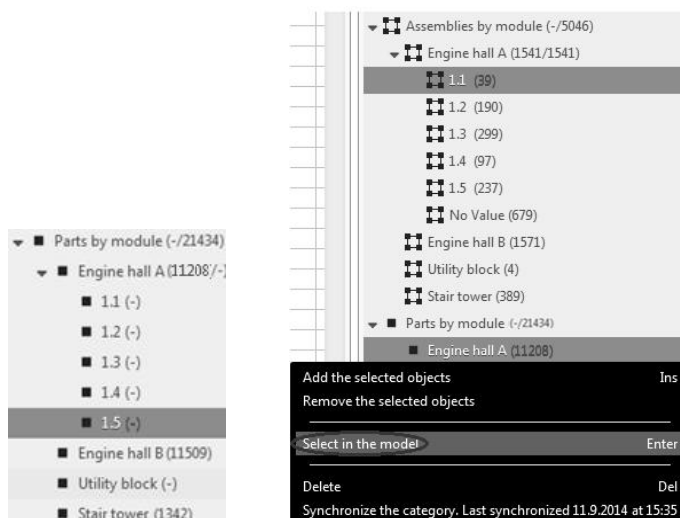 Parts by module (-/21434)
Engine hall A (11208/-)
1.1 (-)
1.2 (-)
1.3 (-)
1.4 (-)
1.5 (-)
Engine hall B (11509)
Utility block (-)
Stair tower (1342)
Assemblies by module (-/5046)
Engine hall A (1541/1541)
1.1 (39)
1.2 (190)
1.3 (299)
1.4 (97)
1.5 (237)
No Value (679)
Engine hall B (1571)
Utility block (4)
Stair tower (389)
Parts by module (-/21434)
Engine hall A (11208)
Add the selected objects Ins
Remove the selected objects
Select in the model Enter
Delete Del
Synchronize the category. Last synchronized 11.9.2014 at 15:35